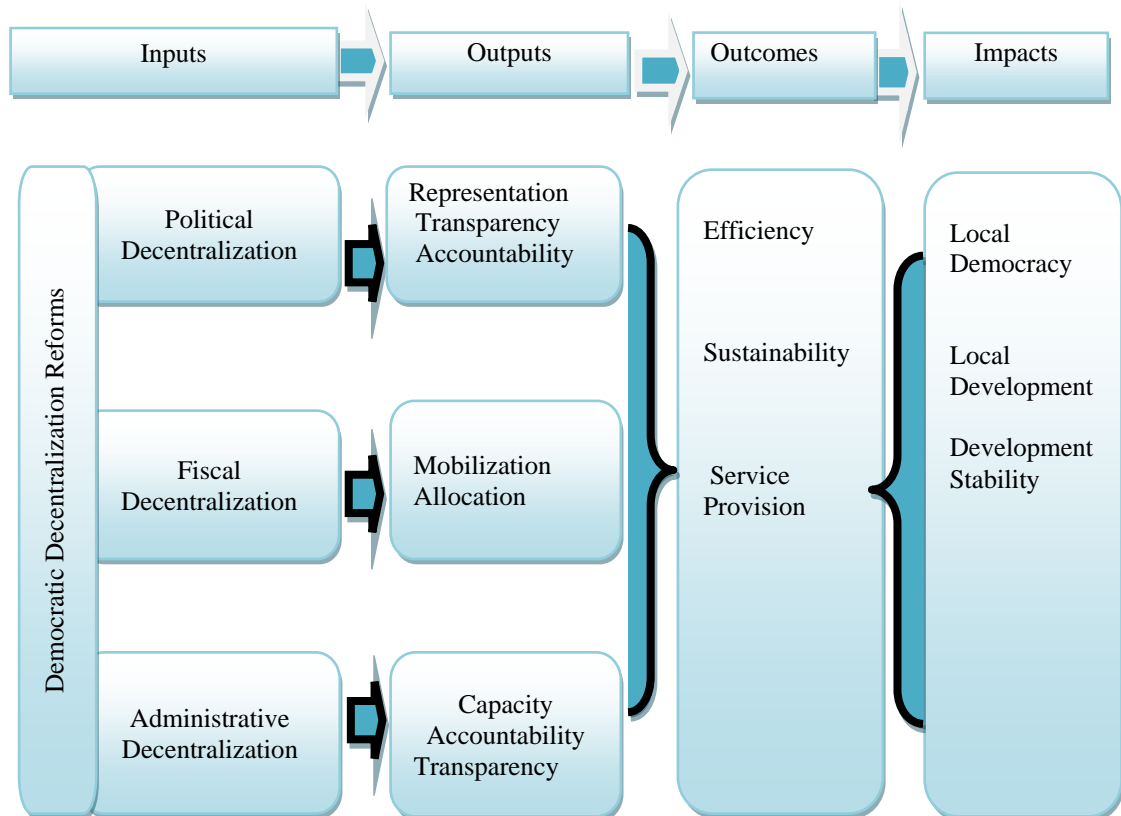 Inputs
Outputs
Outcomes
Impacts
Democratic Decentralization Reforms
Political
Decentralization
Representation
Transparency
Accountability
Fiscal
Decentralization
Mobilization
Allocation
Administrative
Decentralization
Capacity
Accountability
Transparency
Efficiency
Sustainability
Service
Provision
Local
Democracy
Local
Development
Development
Stability